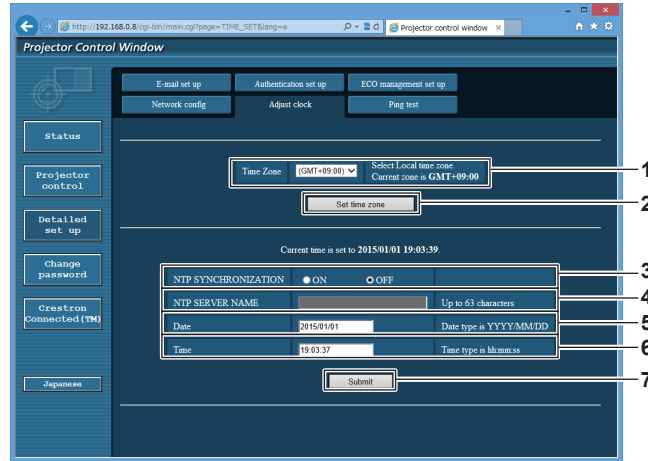 http://192.168.0.8/cgi-bin/main.cgi?page=TIME_SET&lang=e
Projector control window
Projector Control Window
E-mail set up
Authentication set up
ECO management set up
Network config
Adjust clock
Ping test
Status
Projector
control
Detailed
set up
Change
password
Crestron
Connected(TM)
Japanese
Time Zone
(GMT+09:00)
Select Local time zone
Current zone is GMT+09:00
1
Set time zone
2
Current time is set to 2015/01/01 19:03:39.
NTP SYNCHRONIZATION ON OFF
3
NTP SERVER NAME Up to 63 characters
4
Date 2015/01/01 Date type is YYYY/MM/DD
5
Time 19:03:37 Time type is hh:mm:ss
6
Submit
7